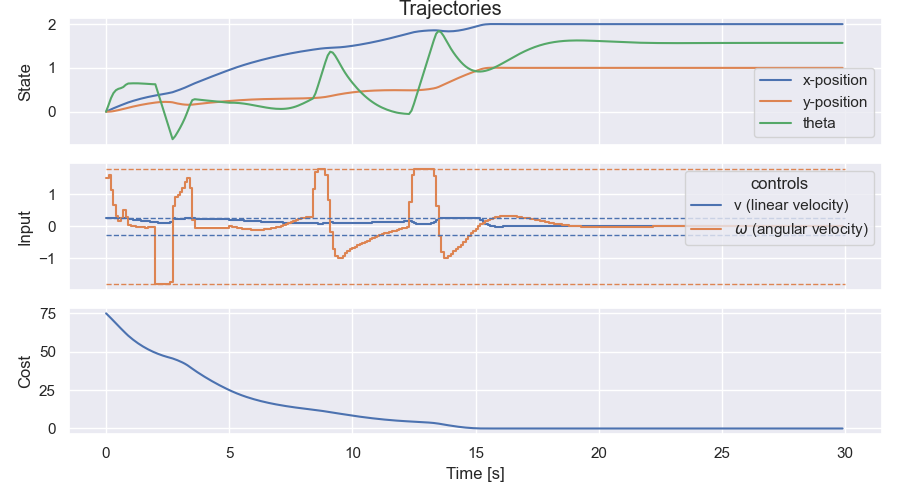 Trajectories
State
2
1
0
x-position
y-position
theta
Input
1
0
−1
controls
v (linear velocity)
ω (angular velocity)
Cost
75
50
25
0
0 5 10 15 20 25 30
Time [s]